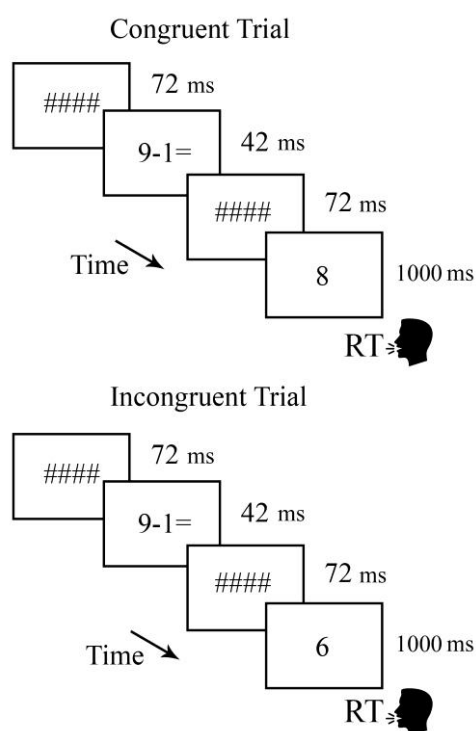 Congruent Trial
####
72 ms
9-1=
42 ms
####
72 ms
Time
8
1000 ms
RT
Incongruent Trial
####
72 ms
9-1=
42 ms
####
72 ms
Time
6
1000 ms
RT